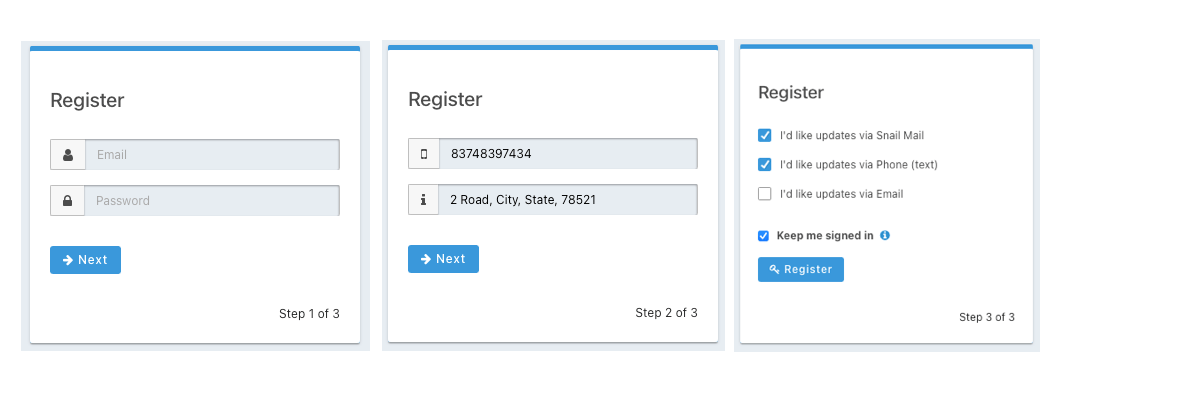 Register
Email
Password
Next
Step 1 of 3
Register
83748397434
2 Road, City, State, 78521
Next
Step 2 of 3
Register
I'd like updates via Snail Mail
I'd like updates via Phone (text)
I'd like updates via Email
Keep me signed in
Register
Step 3 of 3